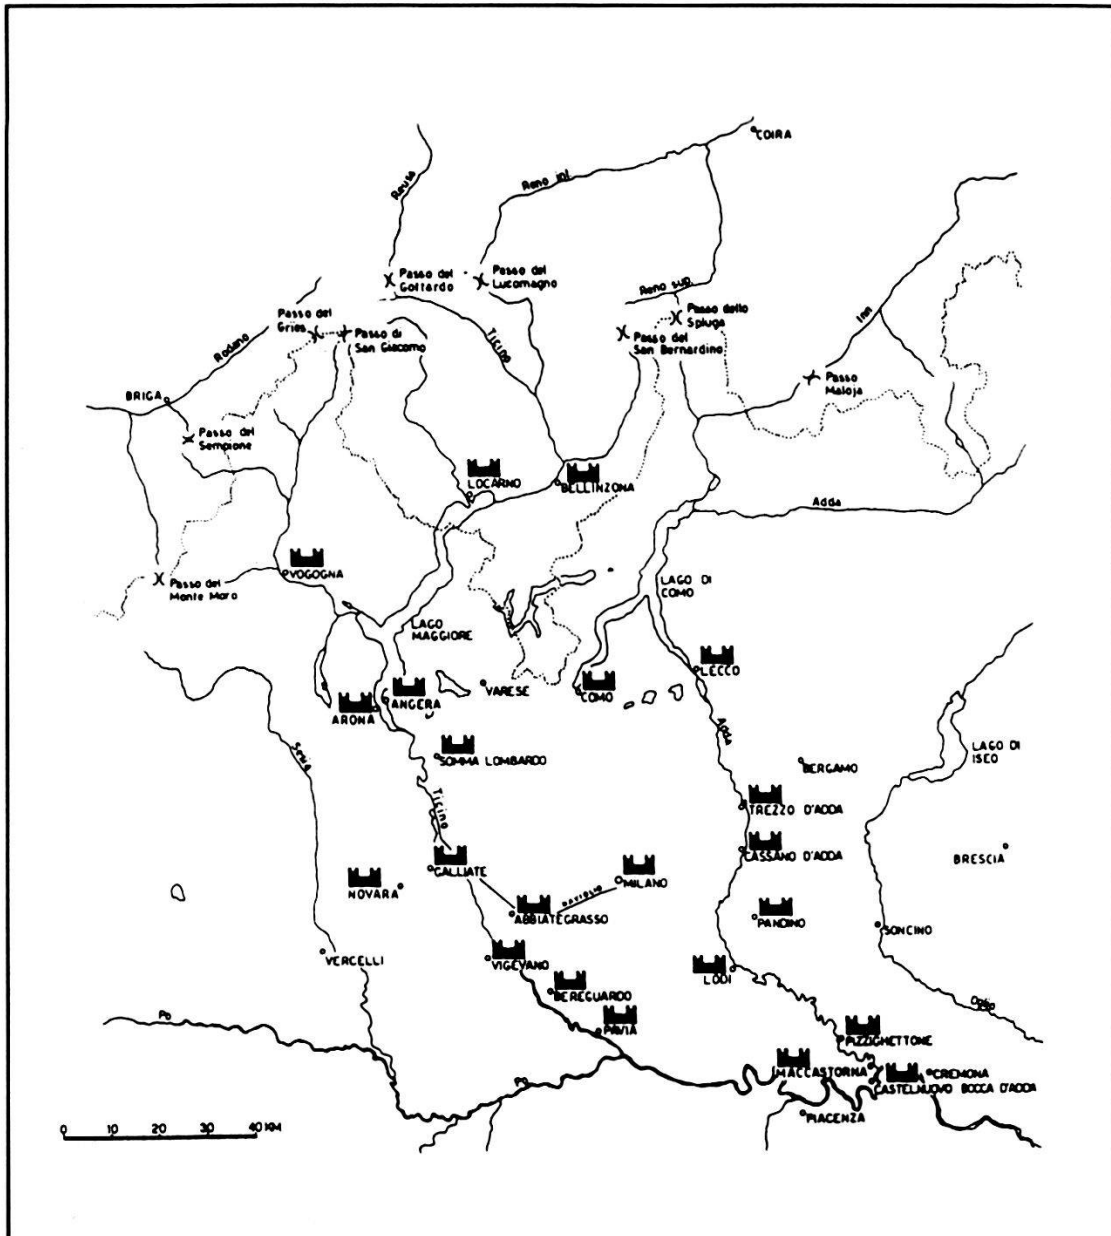 COIRA
Reuss
Reno inf.
Passo del
Gottardo
Passo del
Lucomagno
Reno sup.
Passo dello
Spluga
Passo del
Gries
Passo di
San Giacomo
Ticino
Passo del
San Bernardino
Inn
Rodano
Passo
Maloja
BRIGA
Passo del
Sempione
LOCARNO
BELLINZONA
Adda
VOGOGNA
Passo del
Monte Moro
LAGO DI
COMO
LAGO
MAGGIORE
LECCO
VARESE
COMO
ANGERA
ARONA
Adda
Sesia
SOMMA LOMBARDO
LAGO DI
ISEO
BERGAMO
Ticino
TREZZO D'ADDA
CASSANO D'ADDA
BRESCIA
GALLIATE
NOVARA
MILANO
NAVIGLIO
ABBIATEGRASSO
PANDINO
SONCINO
VERCELLI
VIGEVANO
LODI
BEREGUARDO
Oglio
Po
PAVIA
PIZZIGHETTONE
MACCASTORNA
CREMONA
Po
CASTELNUOVO BOCCA D'ADDA
PIACENZA
0 10 20 30 40 KM